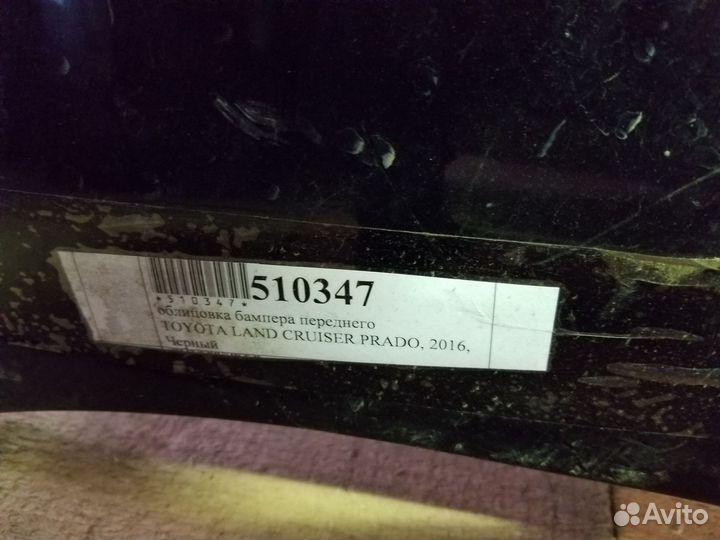 510347
*510347*
облицовка бампера переднего
TOYOTA LAND CRUISER PRADO, 2016,
Черный
Avito